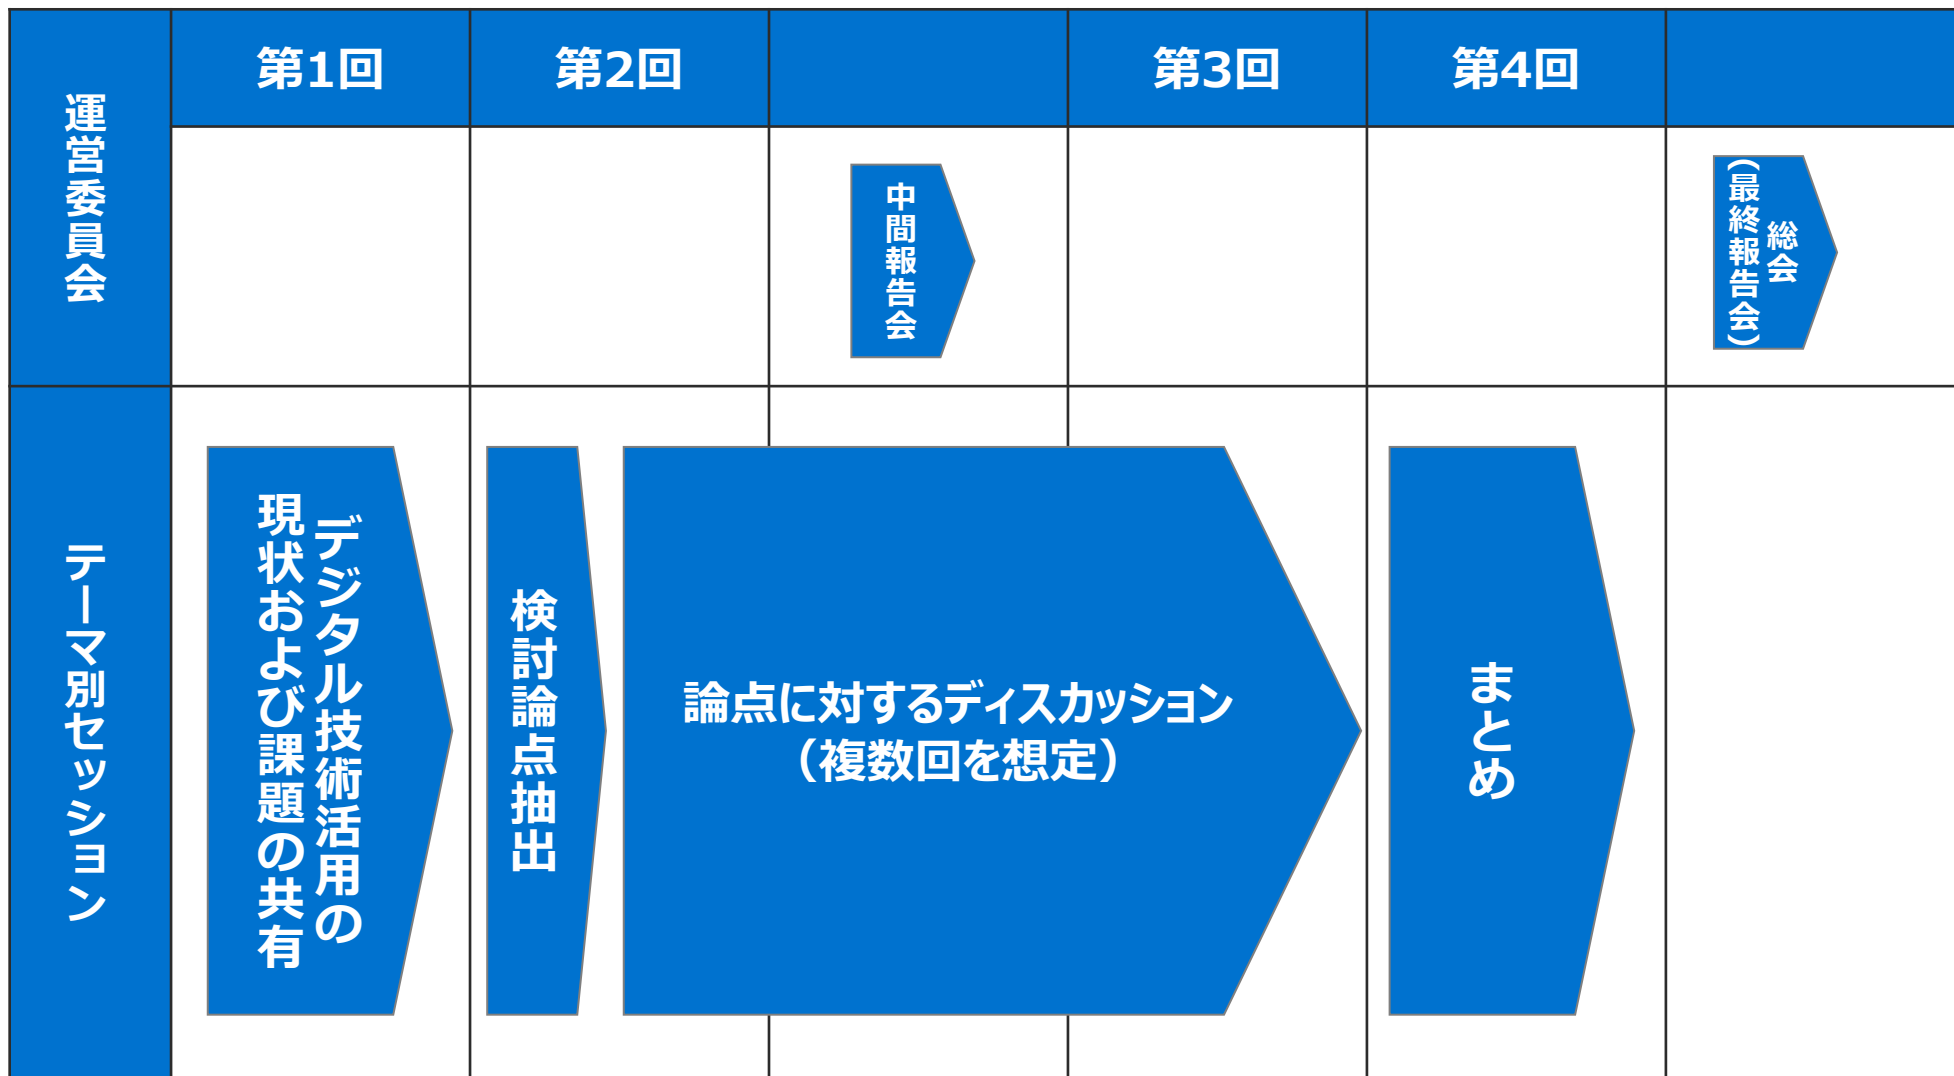 運営委員会
第1回
第2回
第3回
第4回
中間報告会
総会
（最終報告会）
テーマ別セッション
デジタル技術活用の
現状および課題の共有
検討論点抽出
論点に対するディスカッション
（複数回を想定）
まとめ